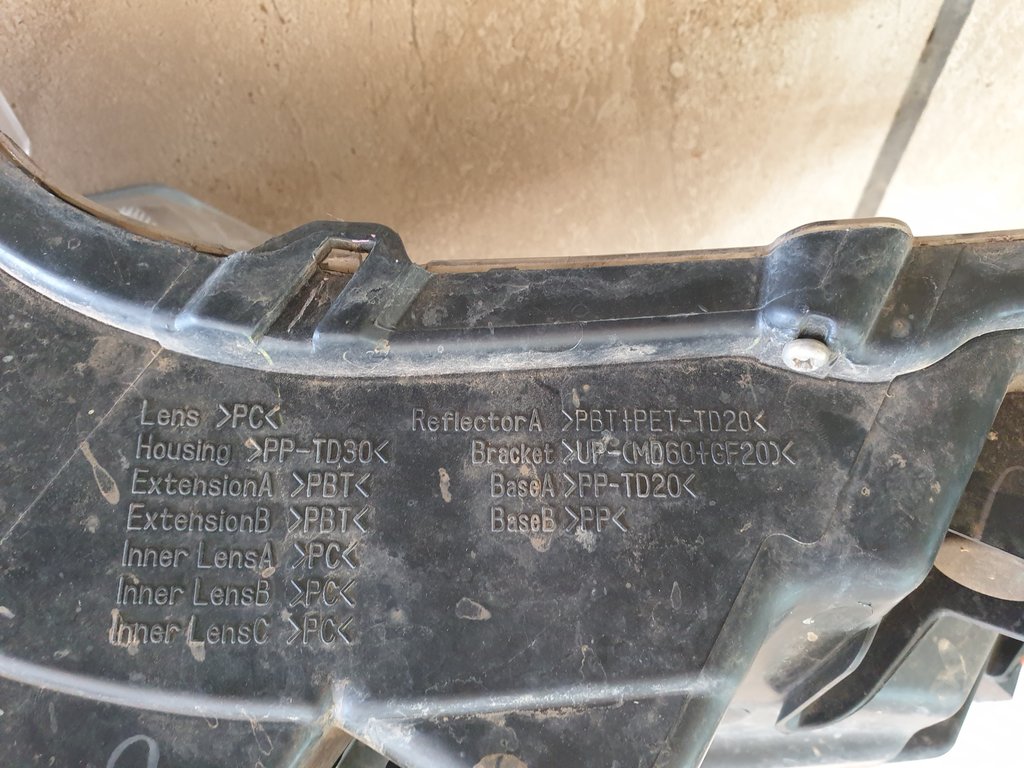 Lens >PC<
Housing >PP-TD30<
ExtensionA >PBT<
ExtensionB >PBT<
Inner LensA >PC<
Inner LensB >PC<
Inner LensC >PC<
ReflectorA >PBT+PET-TD20<
Bracket >UP-(MD60+GF20)<
BaseA >PP-TD20<
BaseB >PP<